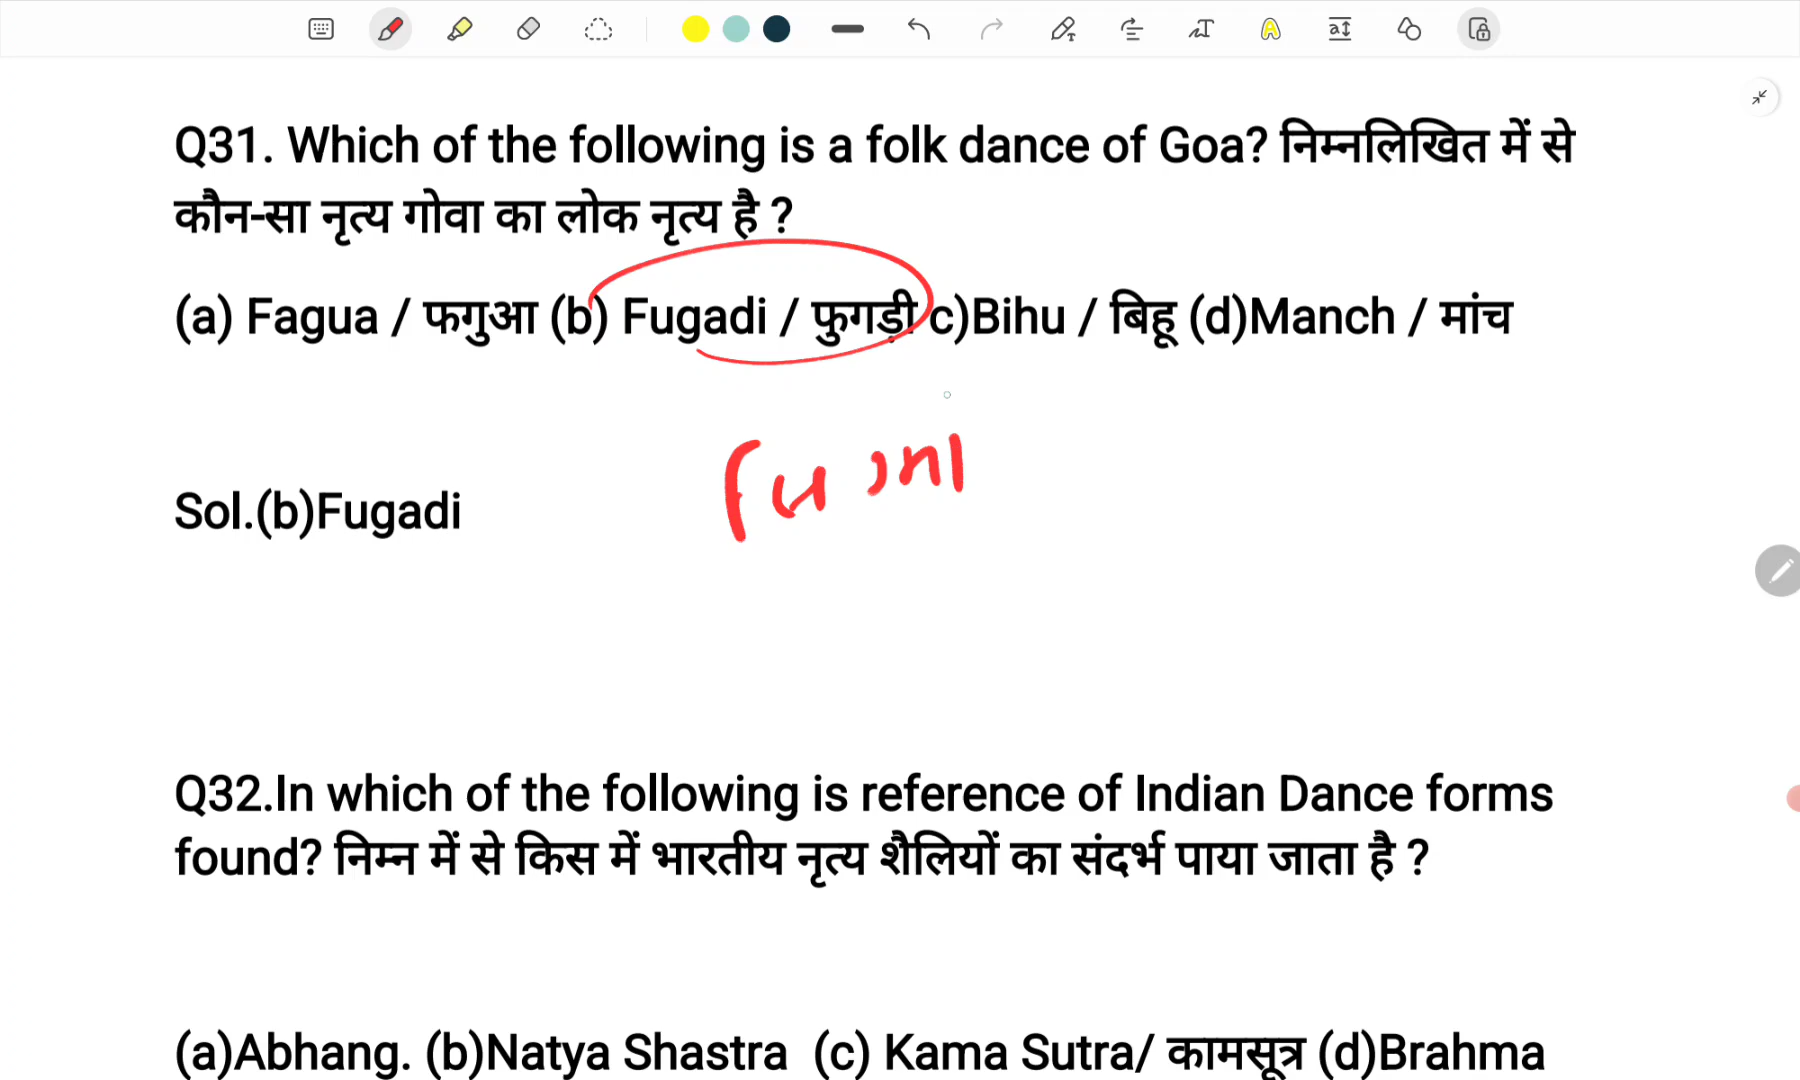 Q31. Which of the following is a folk dance of Goa? निम्नलिखित में से
कौन-सा नृत्य गोवा का लोक नृत्य है ?
(a) Fagua / फगुआ (b) Fugadi / फुगड़ी c)Bihu / बिहू (d)Manch / मांच
Sol.(b)Fugadi
Q32.In which of the following is reference of Indian Dance forms
found? निम्न में से किस में भारतीय नृत्य शैलियों का संदर्भ पाया जाता है ?
(a)Abhang. (b)Natya Shastra (c) Kama Sutra/ कामसूत्र (d)Brahma